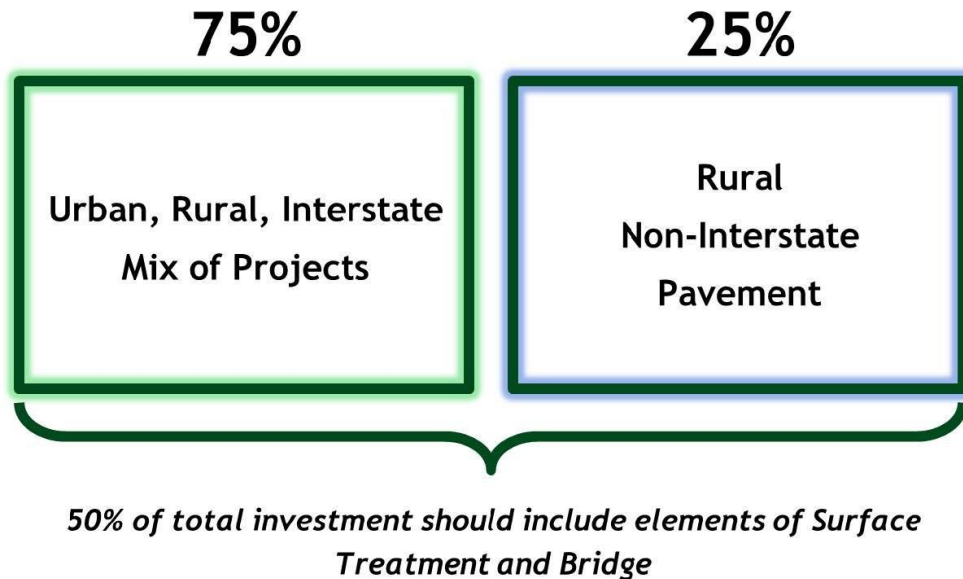 75%
25%
Urban, Rural, Interstate
Mix of Projects
Rural
Non-Interstate
Pavement
50% of total investment should include elements of Surface
Treatment and Bridge